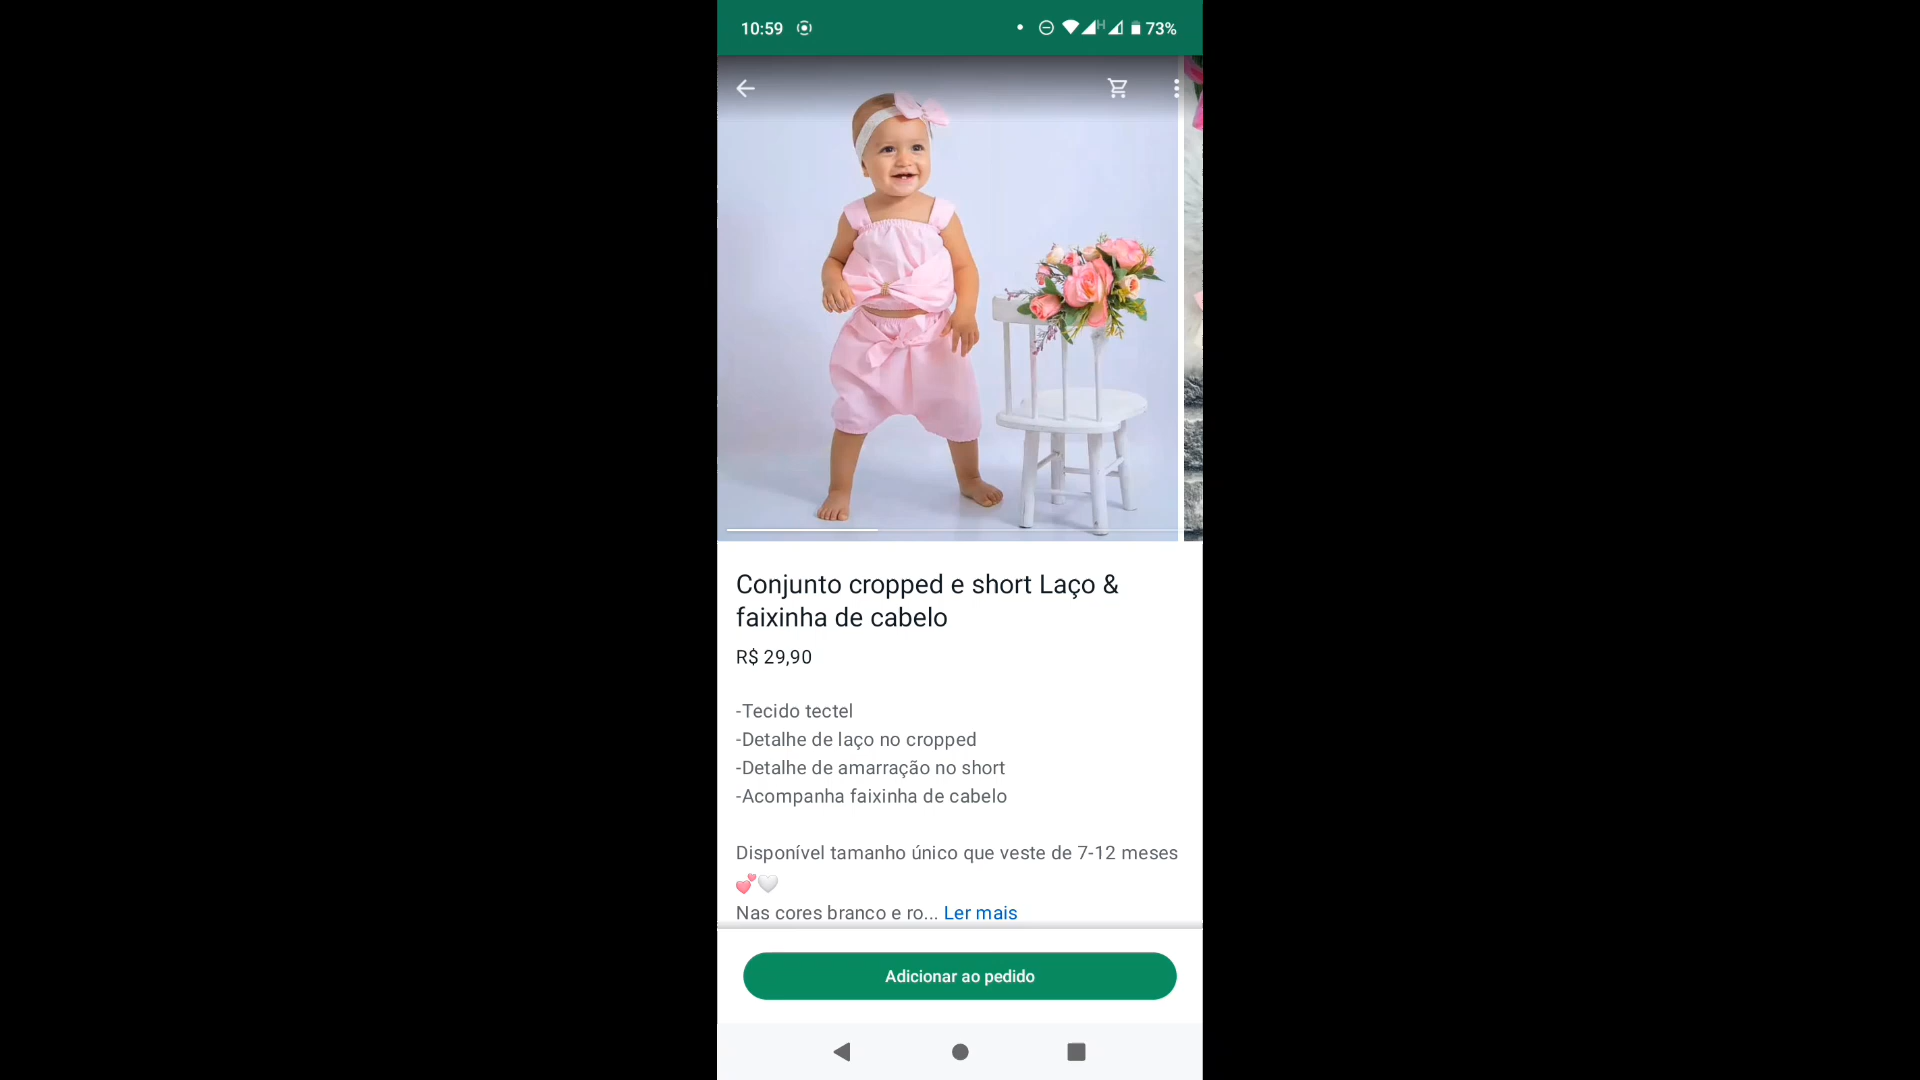 10:59 H 73%
Conjunto cropped e short Laço &
faixinha de cabelo
R$ 29,90
-Tecido tectel
-Detalhe de laço no cropped
-Detalhe de amarração no short
-Acompanha faixinha de cabelo
Disponível tamanho único que veste de 7-12 meses
💕🤍
Nas cores branco e ro... Ler mais
Adicionar ao pedido